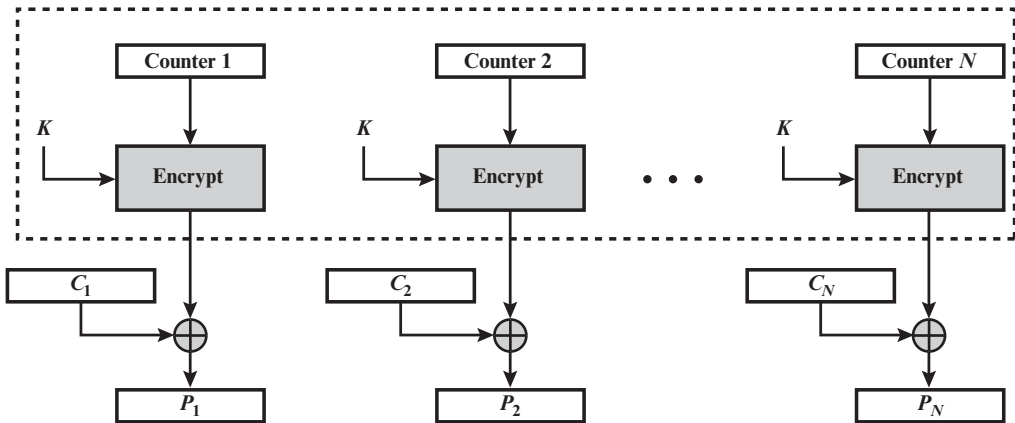 Counter 1 Counter 2 Counter N
K K K
Encrypt Encrypt • • • Encrypt
C1 C2 CN
P1 P2 PN